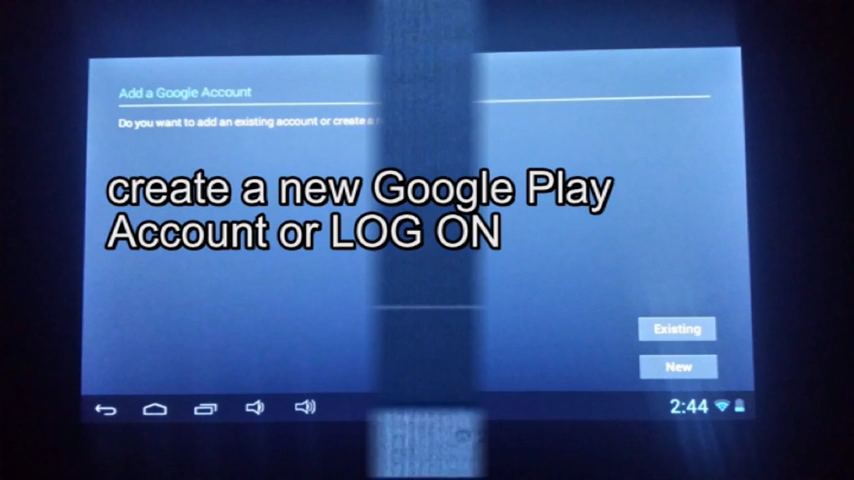 Add a Google Account
Do you want to add an existing account or create a
create a new Google Play
Account or LOG ON
Existing
New
2:44